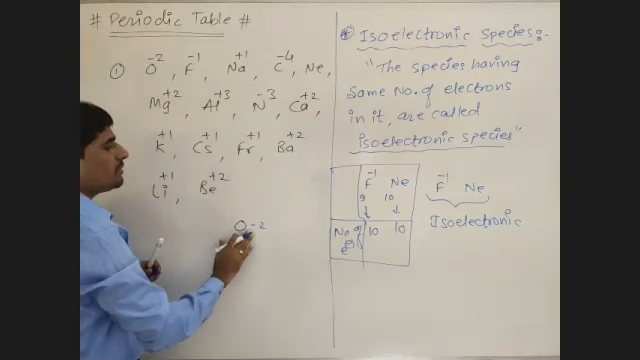 # Periodic Table #
① O⁻², F⁻¹, Na⁺¹, C⁻⁴, Ne,
Mg⁺², Al⁺³, N⁻³, Ca⁺²,
K⁺¹, Cs⁺¹, Fr⁺¹, Ba⁺²
Li⁺¹, Be⁺²
O⁻²
Isoelectronic Species:-
"The species having
same No. of electrons
in it, are called
isoelectronic species"
F⁻¹ Ne
9 10
No. of e⁻ 10 10
F⁻¹ Ne
Isoelectronic